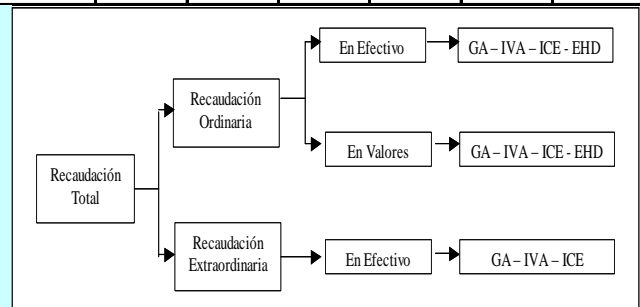 En Efectivo
GA – IVA – ICE - EHD
Recaudación
Ordinaria
En Valores
GA – IVA – ICE - EHD
Recaudación
Total
Recaudación
Extraordinaria
En Efectivo
GA – IVA – ICE